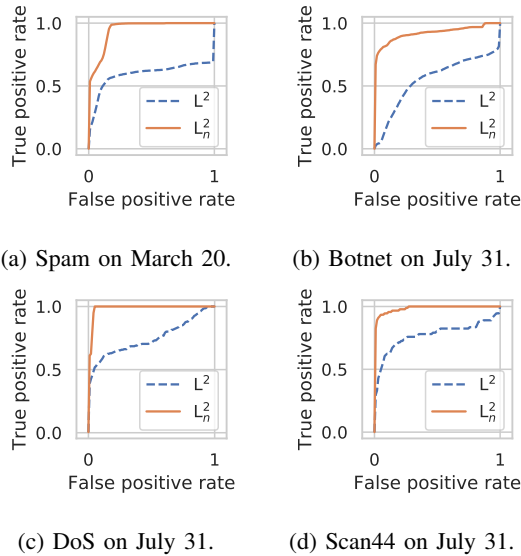 True positive rate
1.0
0.5
0.0
L²
L²ₙ
0 1
False positive rate
(a) Spam on March 20.
True positive rate
1.0
0.5
0.0
L²
L²ₙ
0 1
False positive rate
(b) Botnet on July 31.
True positive rate
1.0
0.5
0.0
L²
L²ₙ
0 1
False positive rate
(c) DoS on July 31.
True positive rate
1.0
0.5
0.0
L²
L²ₙ
0 1
False positive rate
(d) Scan44 on July 31.